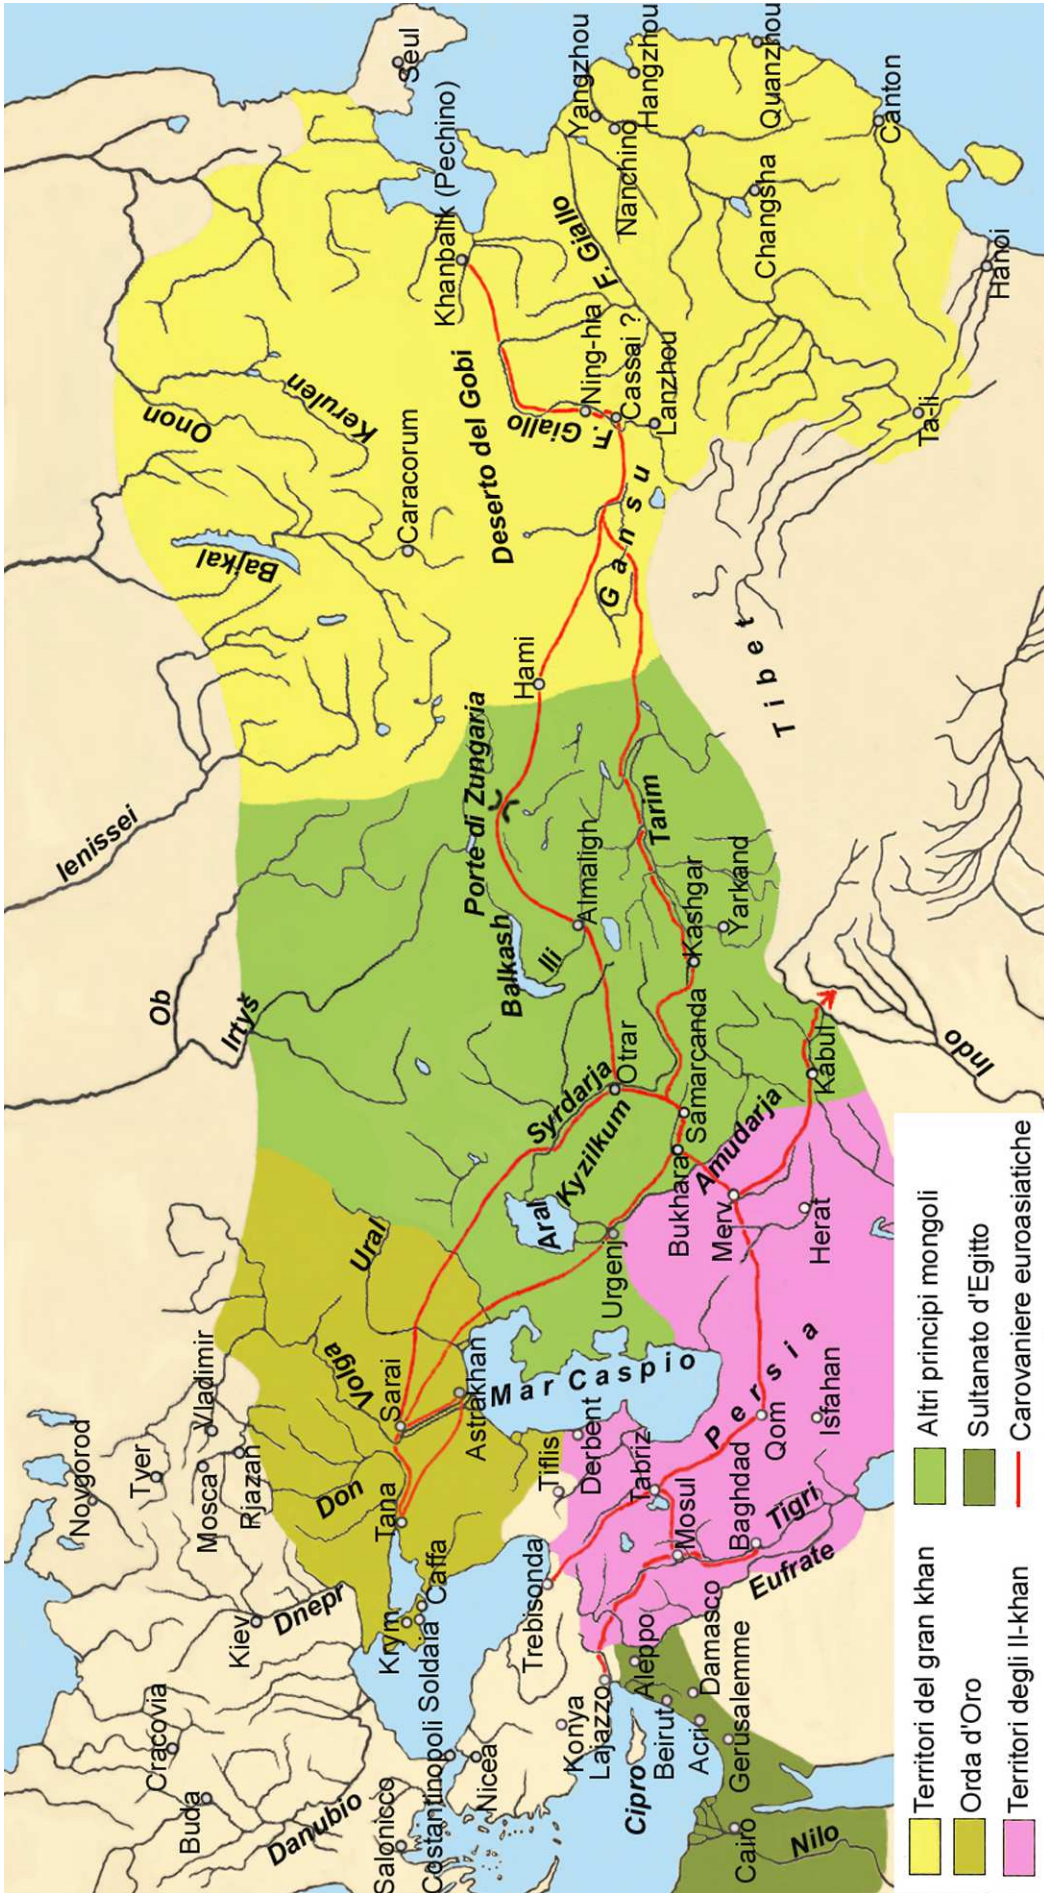 Novgorod
Tver
Vladimir
Mosca
Rjazan
Kiev
Dnepr
Cracovia
Buda
Danubio
Salonicco
Costantinopoli
Nicea
Krym
Soldaia
Caffa
Tana
Don
Volga
Sarai
Astrakhan
Ural
Ob
Irtyš
Ienissei
Bajkal
Onon
Kerulen
Caracorum
Deserto del Gobi
Khanbalik (Pechino)
Seul
Mar Caspio
Aral
Kyzilkum
Syrdarja
Otrar
Balkash
Ili
Almaligh
Porte di Zungaria
Hami
Gansu
F. Giallo
Ning-hia
Cassai ?
Lanzhou
F. Giallo
Yangzhou
Nanchino
Hangzhou
Quanzhou
Changsha
Canton
Ta-li
Hanoi
Tibet
Tarim
Kashgar
Yarkand
Samarcanda
Bukhara
Urgenj
Amudarja
Merv
Herat
Kabul
Indo
Trebisonda
Tiflis
Derbent
Tabriz
Persia
Qom
Isfahan
Mosul
Baghdad
Tigri
Eufrate
Konya
Lajazzo
Cipro
Aleppo
Beirut
Damasco
Acri
Gerusalemme
Cairo
Nilo
Territori del gran khan
Orda d'Oro
Territori degli Il-khan
Altri principi mongoli
Sultanato d'Egitto
Carovaniere euroasiatiche